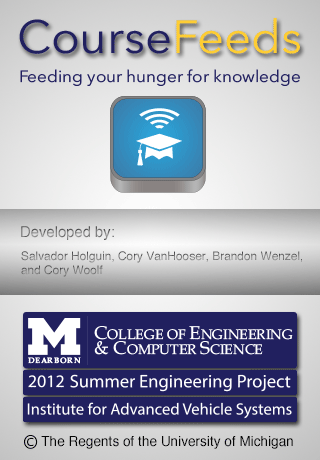 CourseFeeds
Feeding your hunger for knowledge
Developed by:
Salvador Holguin, Cory VanHooser, Brandon Wenzel,
and Cory Woolf
M
DEARBORN
COLLEGE OF ENGINEERING
& COMPUTER SCIENCE
2012 Summer Engineering Project
Institute for Advanced Vehicle Systems
© The Regents of the University of Michigan